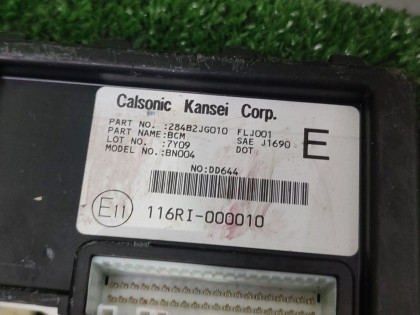 Calsonic Kansei Corp.
PART NO. :284B2JG010 FLJ001
PART NAME:BCM SAE J1690
LOT NO. :7Y09 DOT
MODEL NO.:BN004
E
NO:DD644
E11 116RI-000010